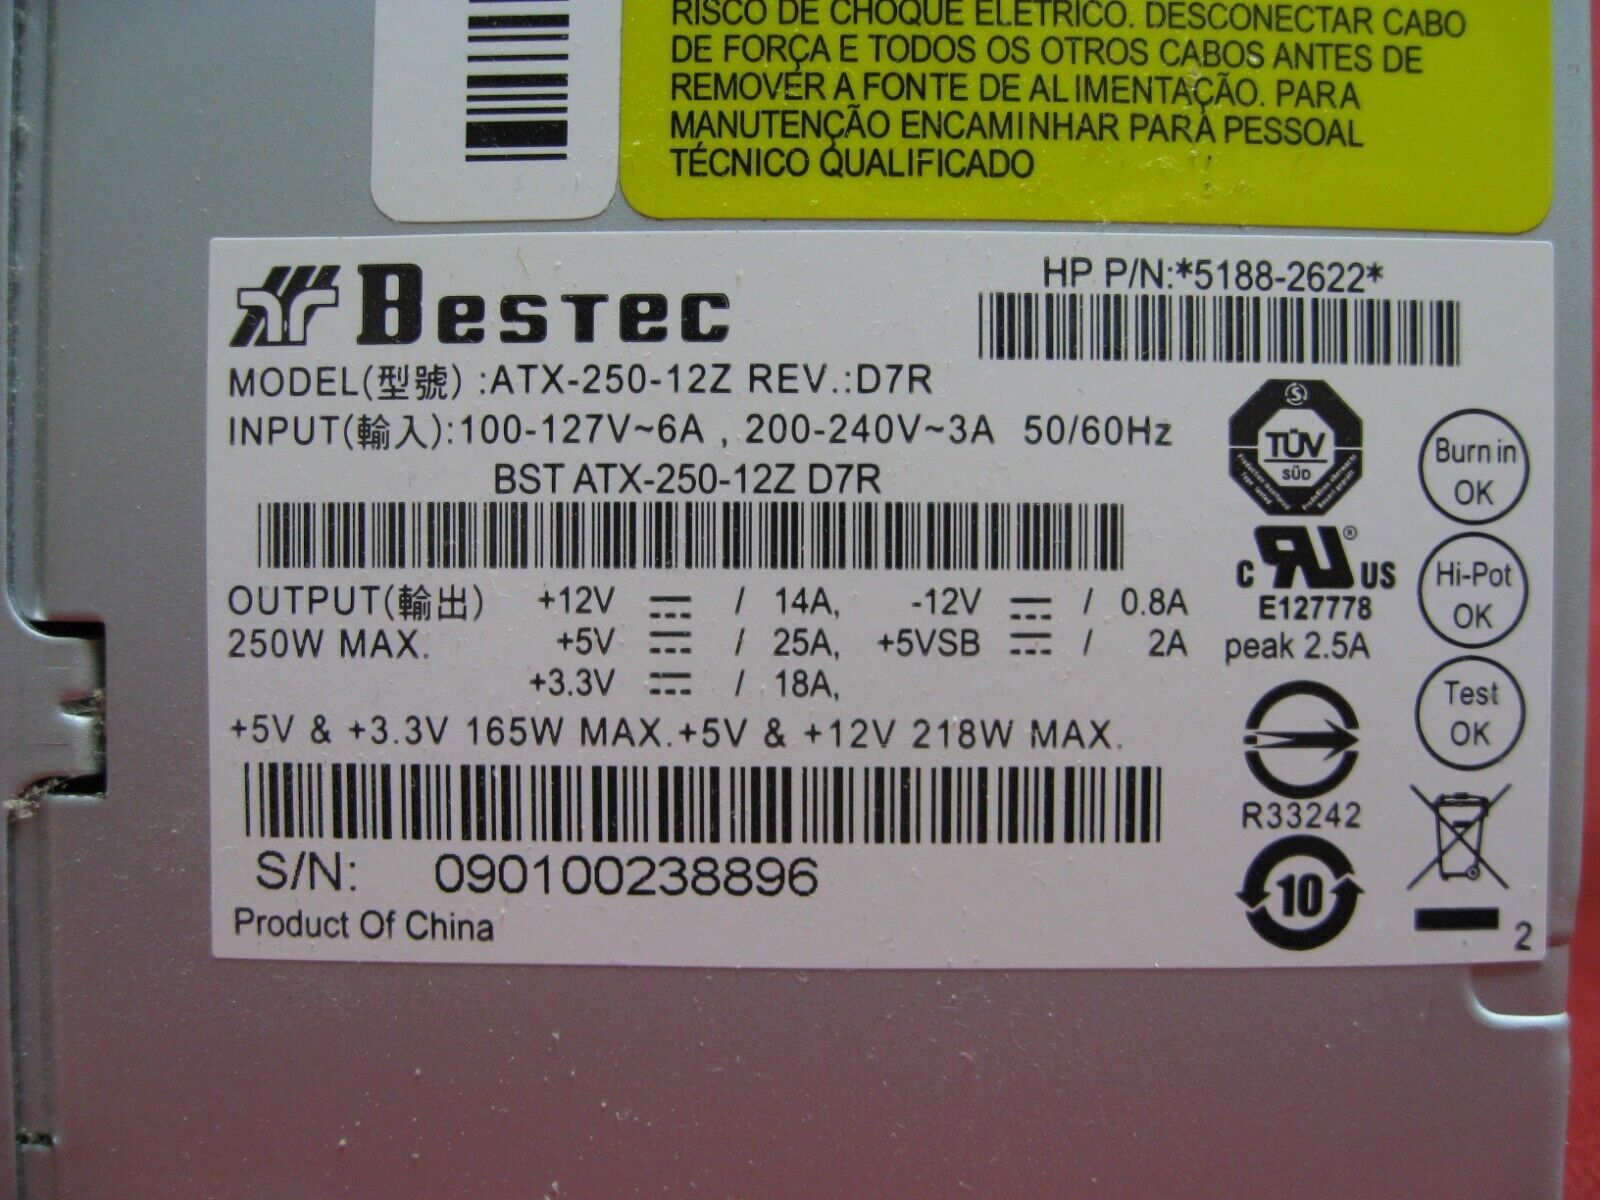 RISCO DE CHOQUE ELÉTRICO. DESCONECTAR CABO
DE FORÇA E TODOS OS OTROS CABOS ANTES DE
REMOVER A FONTE DE ALIMENTAÇÃO. PARA
MANUTENÇÃO ENCAMINHAR PARA PESSOAL
TÉCNICO QUALIFICADO
BESTEC
HP P/N:*5188-2622*
MODEL(型號) :ATX-250-12Z REV.:D7R
INPUT(輸入):100-127V~6A , 200-240V~3A 50/60Hz
BST ATX-250-12Z D7R
OUTPUT(輸出) +12V ⎓ / 14A, -12V ⎓ / 0.8A
250W MAX. +5V ⎓ / 25A, +5VSB ⎓ / 2A peak 2.5A
+3.3V ⎓ / 18A,
+5V & +3.3V 165W MAX.+5V & +12V 218W MAX.
S/N: 090100238896
Product Of China
TÜV
SÜD
C US
E127778
R33242
10
Burn in
OK
Hi-Pot
OK
Test
OK
2